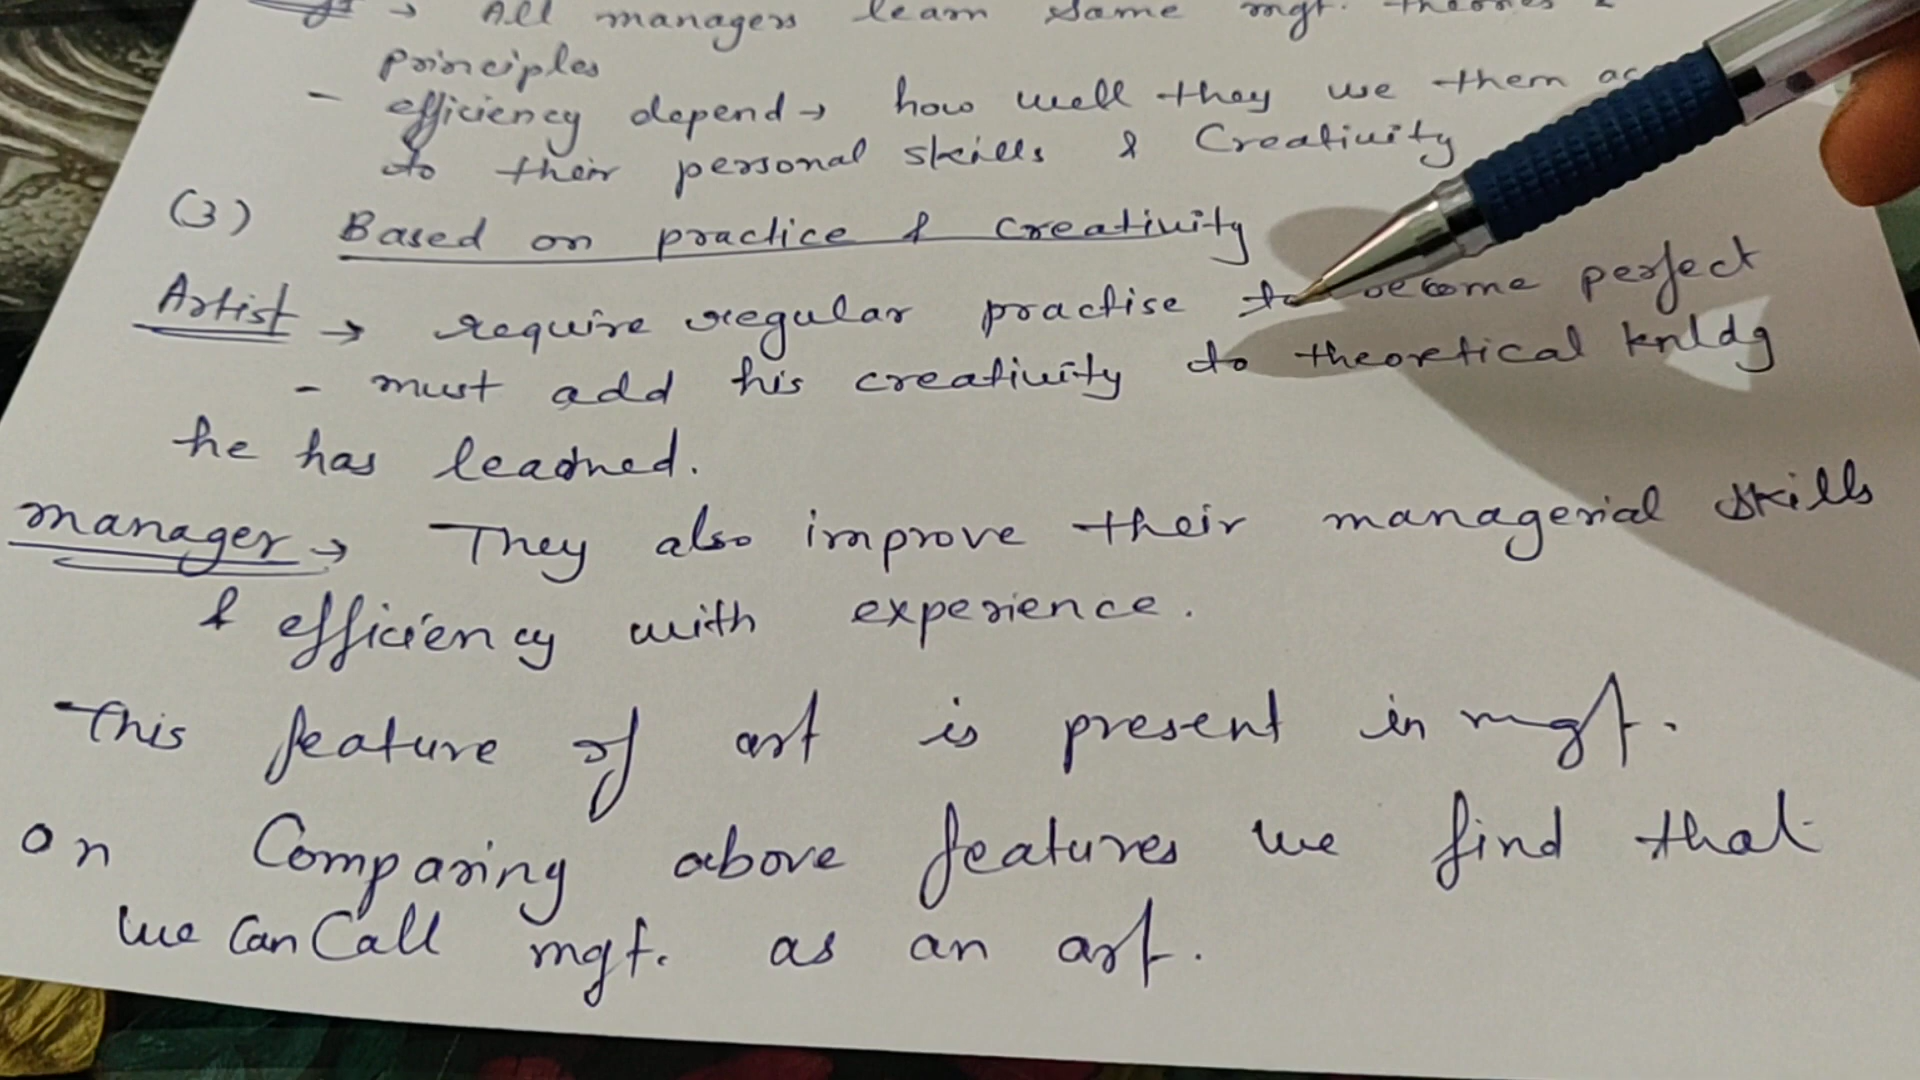 → All managers learn same mgt. theories &
principles
- efficiency depend → how well they use them
to their personal skills & Creativity
(3) Based on practice & creativity
Artist → require regular practise to become perfect
- must add his creativity to theoretical knldg
he has learned.
manager → They also improve their managerial skills
& efficiency with experience.
This feature of art is present in mgt.
on Comparing above features we find that
we Can Call mgt. as an art.